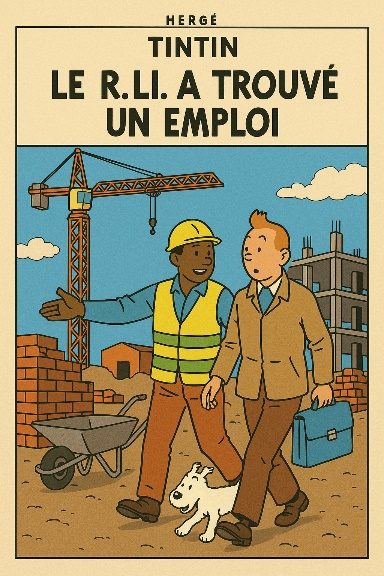 HERGÉ
TINTIN
LE R.LI. A TROUVÉ
UN EMPLOI